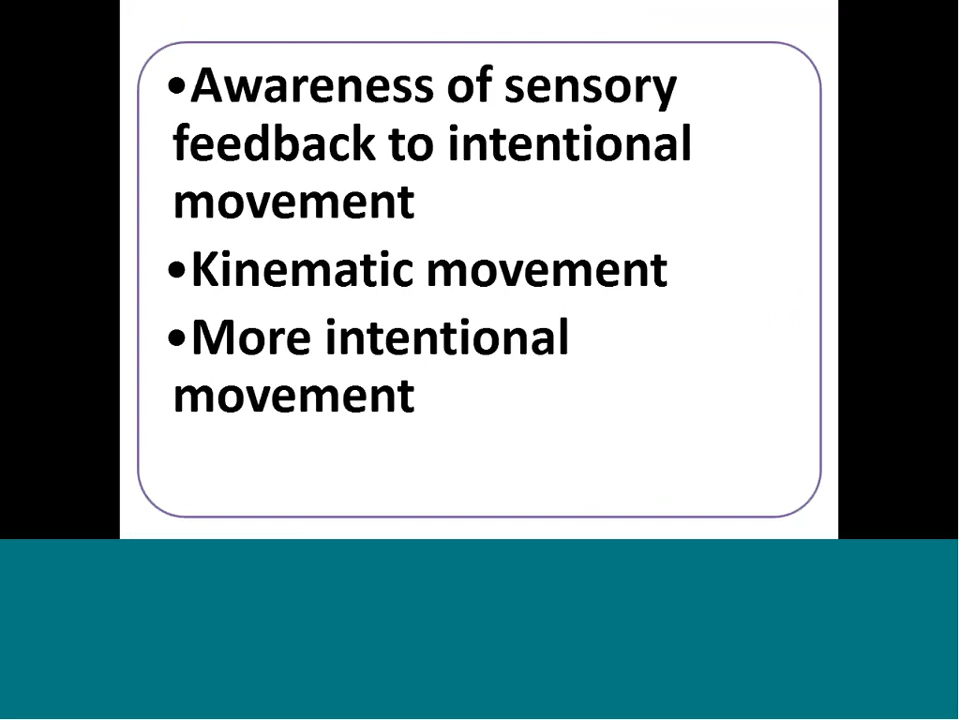 •Awareness of sensory
feedback to intentional
movement
•Kinematic movement
•More intentional
movement